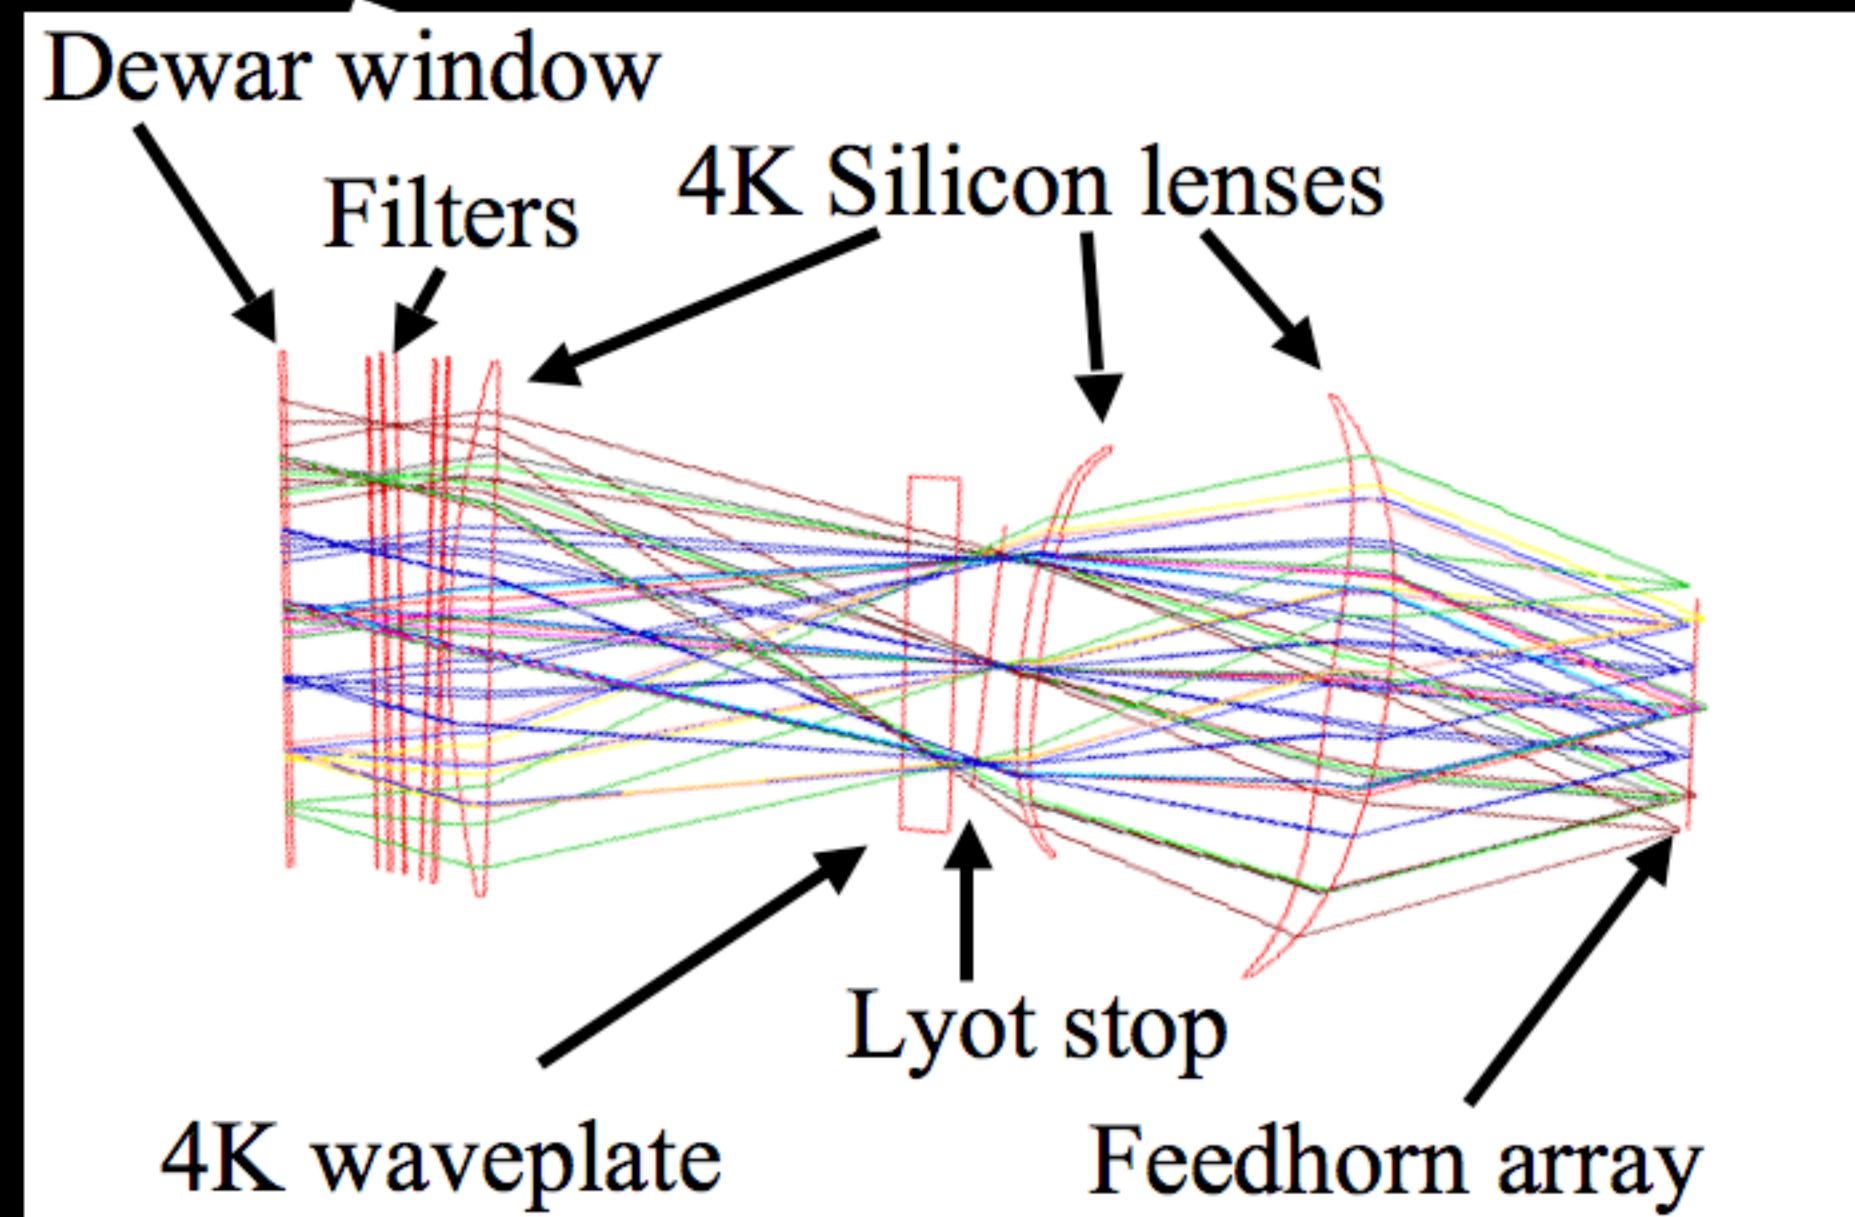 Dewar window
Filters
4K Silicon lenses
Lyot stop
4K waveplate
Feedhorn array